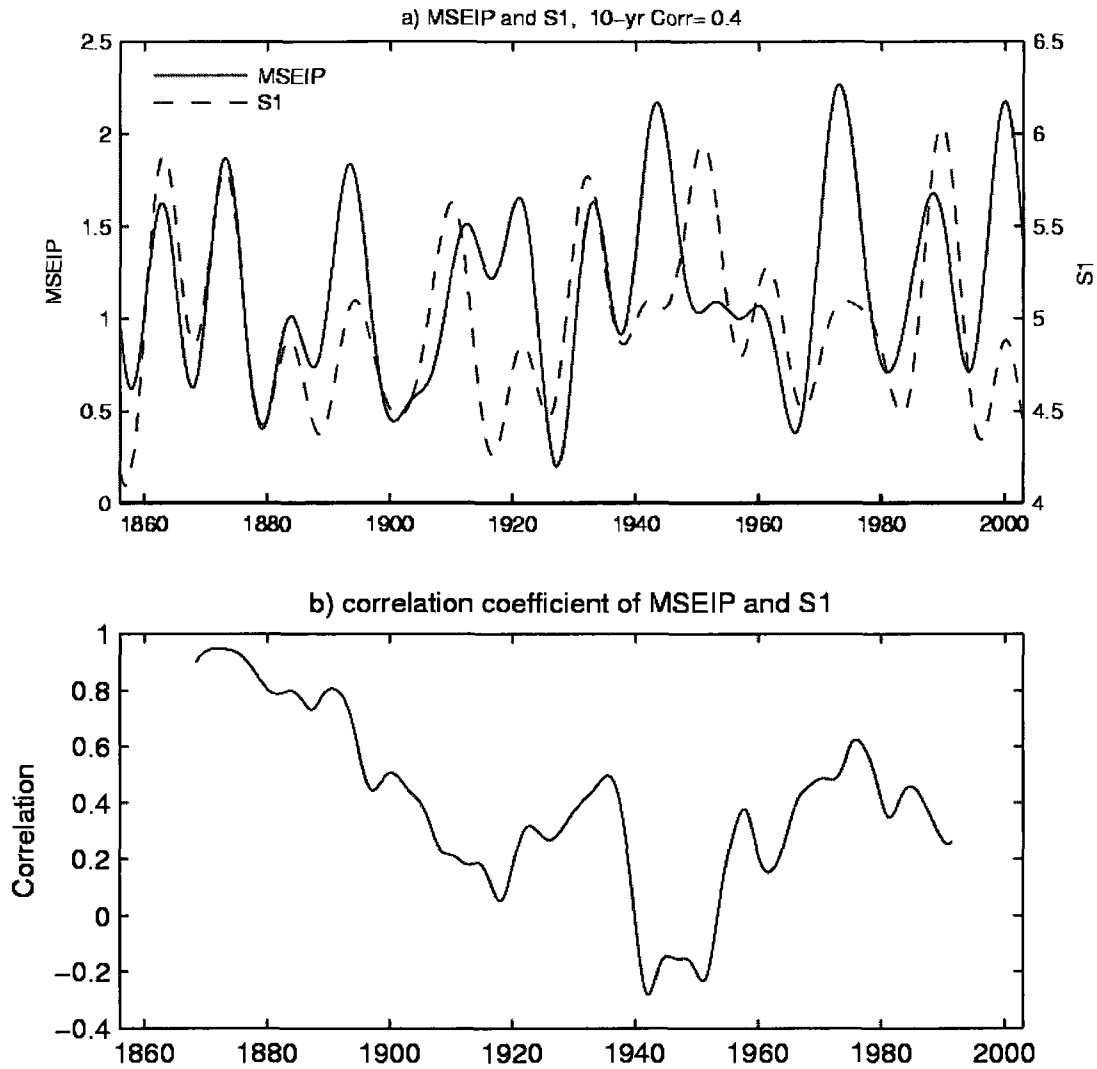 a) MSEIP and S1, 10-yr Corr= 0.4
2.5
2
1.5
1
0.5
0
MSEIP
MSEIP
S1
6.5
6
5.5
5
4.5
4
S1
1860 1880 1900 1920 1940 1960 1980 2000
b) correlation coefficient of MSEIP and S1
1
0.8
0.6
0.4
0.2
0
−0.2
−0.4
Correlation
1860 1880 1900 1920 1940 1960 1980 2000